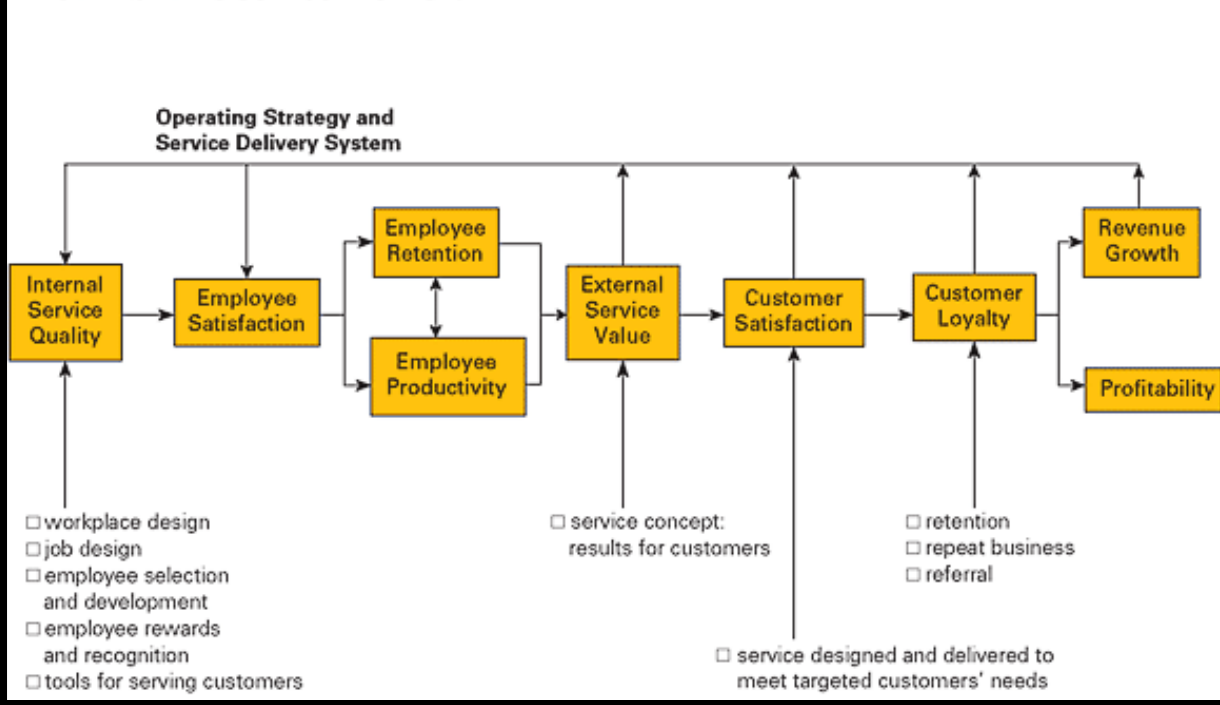 Operating Strategy and
Service Delivery System
Internal
Service
Quality
Employee
Satisfaction
Employee
Retention
Employee
Productivity
External
Service
Value
Customer
Satisfaction
Customer
Loyalty
Revenue
Growth
Profitability
□ workplace design
□ job design
□ employee selection
and development
□ employee rewards
and recognition
□ tools for serving customers
□ service concept:
results for customers
□ service designed and delivered to
meet targeted customers' needs
□ retention
□ repeat business
□ referral